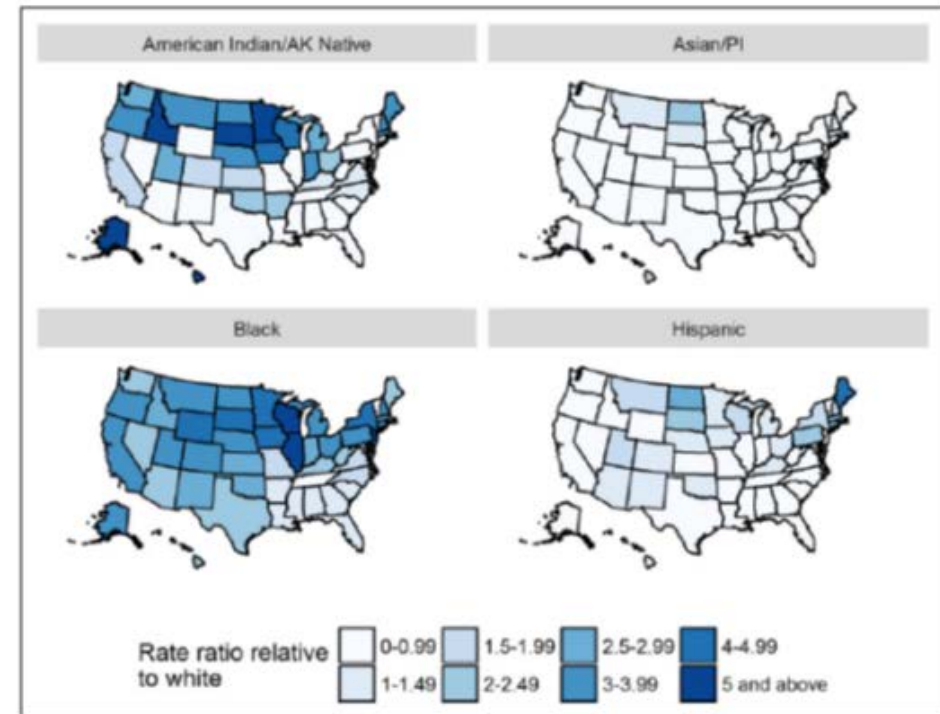 American Indian/AK Native
Asian/PI
Black
Hispanic
Rate ratio relative
to white
0-0.99
1.5-1.99
2.5-2.99
4-4.99
1-1.49
2-2.49
3-3.99
5 and above